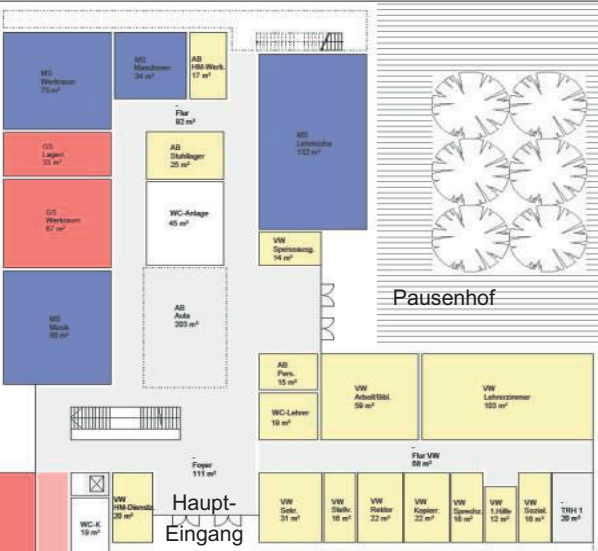 MS
Werkraum
73 m²
MS
Maschinen
34 m²
AB
HM-Werk.
17 m²
-
Flur
92 m²
MS
Lehrküche
132 m²
GS
Lagerr.
33 m²
AB
Stuhllager
25 m²
GS
Werkraum
67 m²
WC-Anlage
45 m²
VW
Speiseausg.
14 m²
Pausenhof
MS
Musik
AB
Aula
203 m²
AB
Pers.
15 m²
VW
Arbeit/Bibl.
59 m²
VW
Lehrerzimmer
103 m²
WC-Lehrer
19 m²
-
Foyer
111 m²
-
Flur VW
68 m²
WC-K
19 m²
VW
HM-Dienstz.
20 m²
Haupt-
Eingang
VW
Sekr.
31 m²
VW
Stellv.
16 m²
VW
Rektor
22 m²
VW
Kopierr.
22 m²
VW
Sprechz.
16 m²
VW
1.Hilfe
12 m²
VW
Sozial.
18 m²
-
TRH 1
20 m²